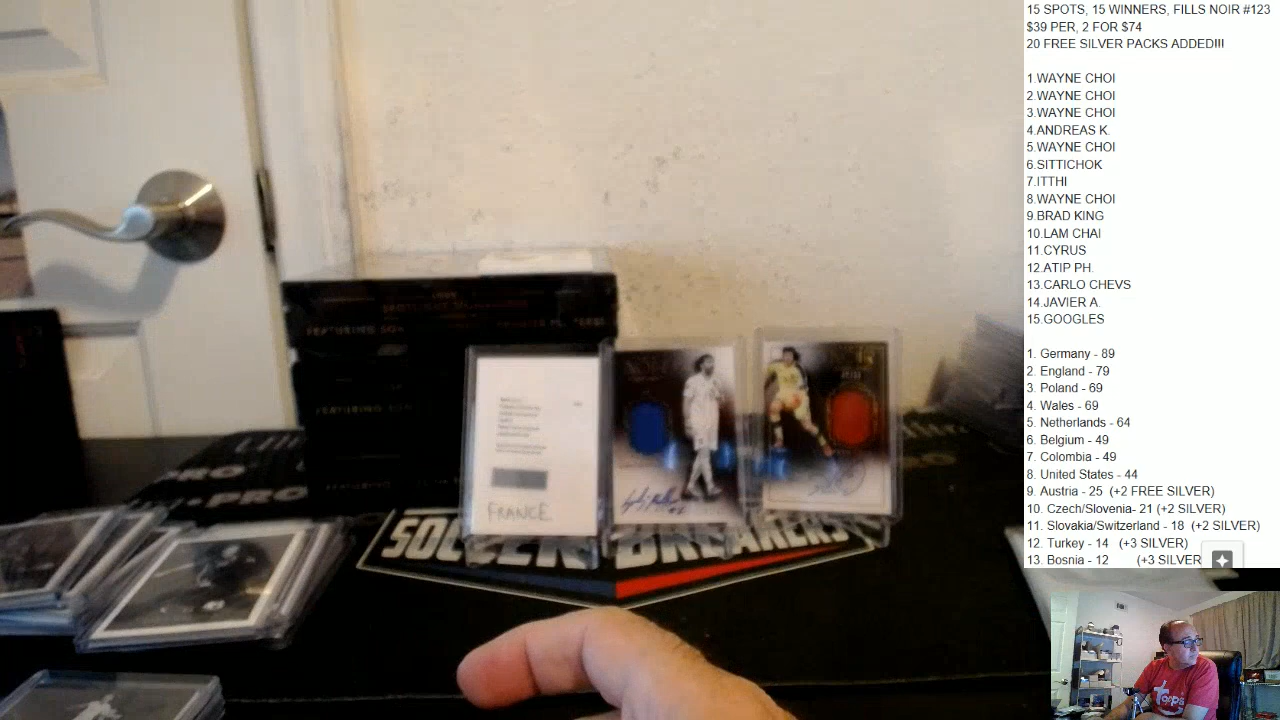 15 SPOTS, 15 WINNERS, FILLS NOIR #123
$39 PER, 2 FOR $74
20 FREE SILVER PACKS ADDED!!!
1.WAYNE CHOI
2.WAYNE CHOI
3.WAYNE CHOI
4.ANDREAS K.
5.WAYNE CHOI
6.SITTICHOK
7.ITTHI
8.WAYNE CHOI
9.BRAD KING
10.LAM CHAI
11.CYRUS
12.ATIP PH.
13.CARLO CHEVS
14.JAVIER A.
15.GOOGLES
1. Germany - 89
2. England - 79
3. Poland - 69
4. Wales - 69
5. Netherlands - 64
6. Belgium - 49
7. Colombia - 49
8. United States - 44
9. Austria - 25 (+2 FREE SILVER)
10. Czech/Slovenia- 21 (+2 SILVER)
11. Slovakia/Switzerland - 18 (+2 SILVER)
12. Turkey - 14 (+3 SILVER)
13. Bosnia - 12 (+3 SILVER
FRANCE
SOCCER BREAKERS
PRO
topps